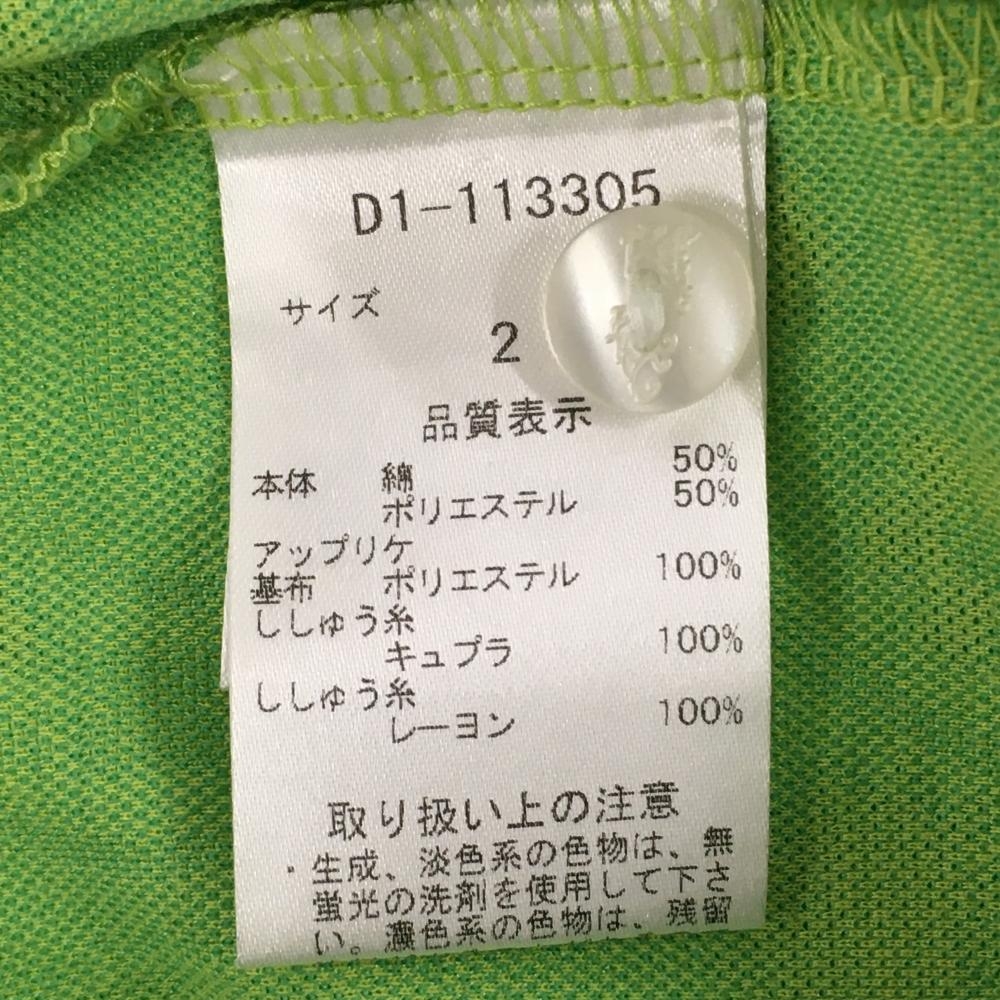 D1-113305
サイズ
2
品質表示
本体 綿 50%
ポリエステル 50%
アップリケ
基布 ポリエステル 100%
ししゅう糸
キュプラ 100%
ししゅう糸
レーヨン 100%
取り扱い上の注意
・生成、淡色系の色物は、無
蛍光の洗剤を使用して下さ
い。濃色系の色物は、残留